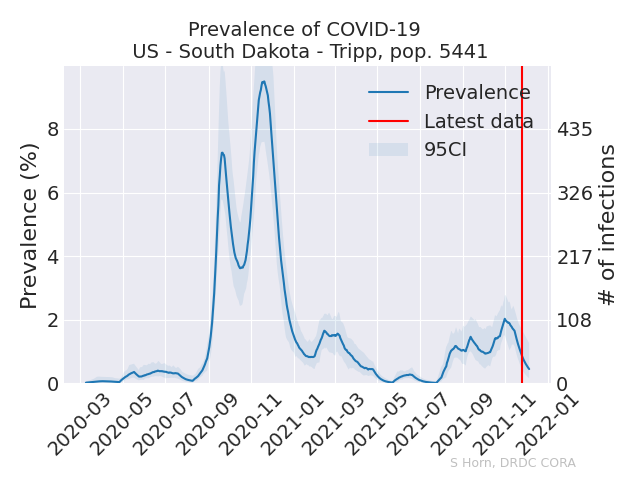 Prevalence of COVID-19
US - South Dakota - Tripp, pop. 5441
Prevalence (%)
8
6
4
2
0
Prevalence
Latest data
95CI
435
326
217
108
0
# of infections
2020-03
2020-05
2020-07
2020-09
2020-11
2021-01
2021-03
2021-05
2021-07
2021-09
2021-11
2022-01
S Horn, DRDC CORA